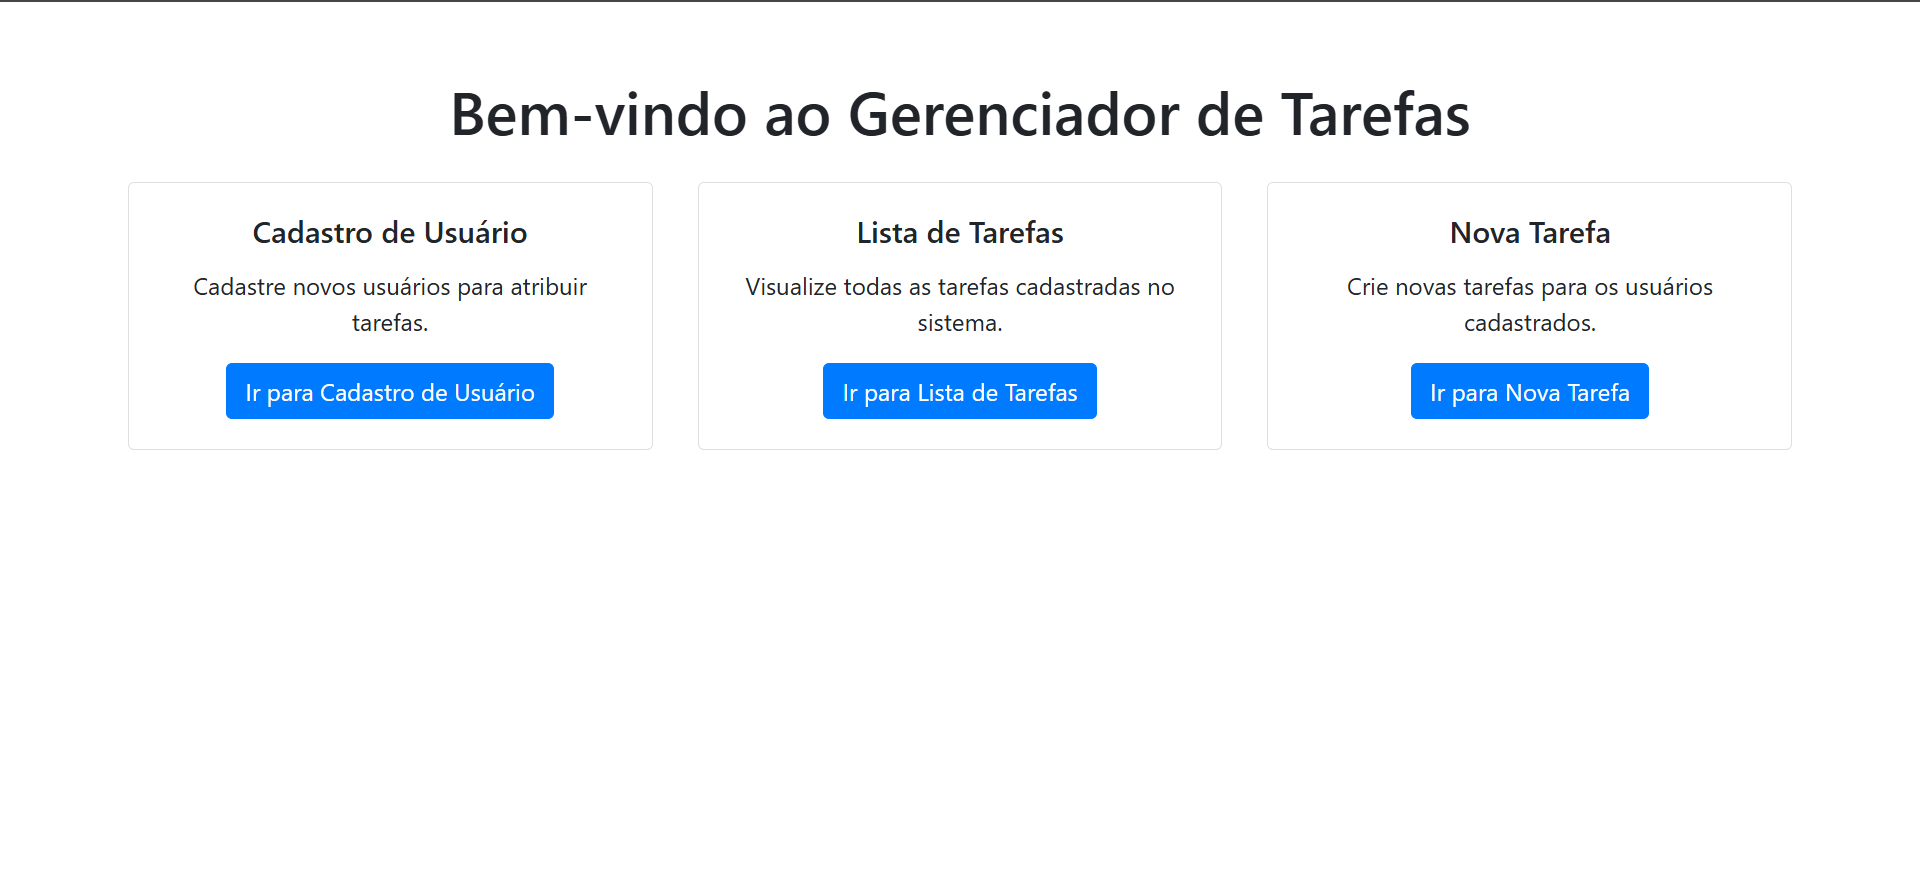 Bem-vindo ao Gerenciador de Tarefas
Cadastro de Usuário
Cadastre novos usuários para atribuir
tarefas.
Ir para Cadastro de Usuário
Lista de Tarefas
Visualize todas as tarefas cadastradas no
sistema.
Ir para Lista de Tarefas
Nova Tarefa
Crie novas tarefas para os usuários
cadastrados.
Ir para Nova Tarefa